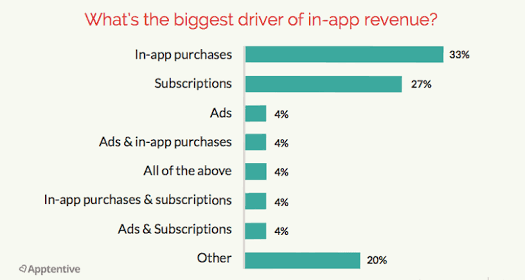 What's the biggest driver of in-app revenue?
In-app purchases 33%
Subscriptions 27%
Ads 4%
Ads & in-app purchases 4%
All of the above 4%
In-app purchases & subscriptions 4%
Ads & Subscriptions 4%
Other 20%
Apptentive